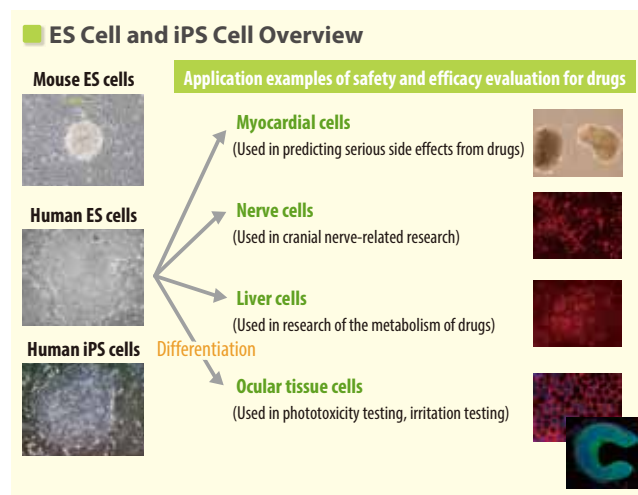 ES Cell and iPS Cell Overview
Mouse ES cells
Application examples of safety and efficacy evaluation for drugs
Myocardial cells
(Used in predicting serious side effects from drugs)
Human ES cells
Nerve cells
(Used in cranial nerve-related research)
Liver cells
(Used in research of the metabolism of drugs)
Human iPS cells
Differentiation
Ocular tissue cells
(Used in phototoxicity testing, irritation testing)